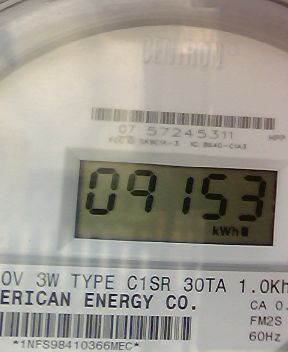 CENTRON
07 57245311
HPP
09153
kWh
0V 3W TYPE C1SR 30TA 1.0Kh
ERICAN ENERGY CO.
CA 0.
FM2S
60Hz
*1NFS98410366MEC*